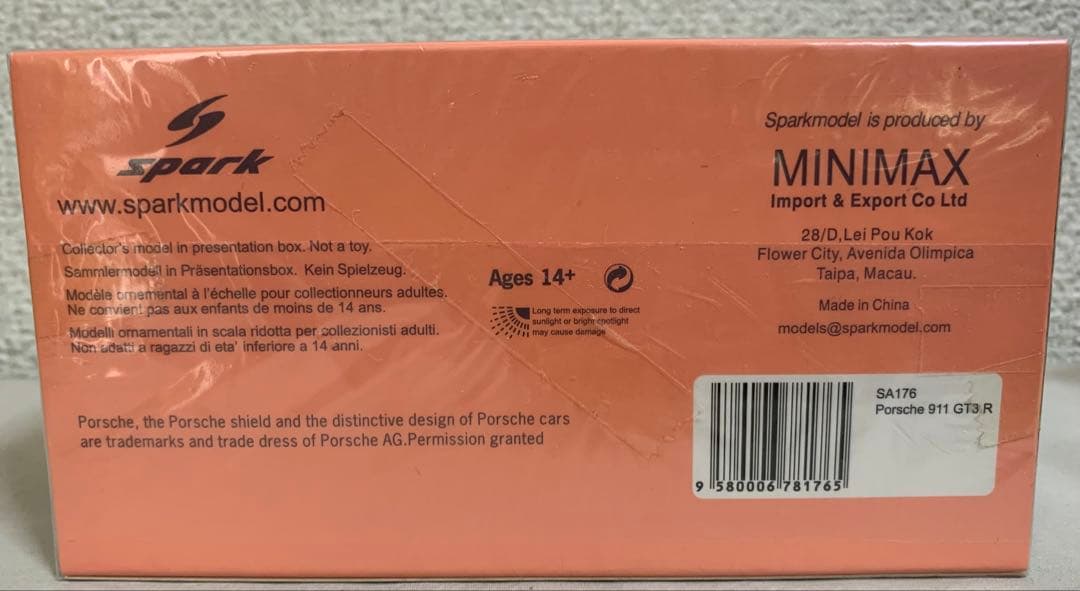 spark
www.sparkmodel.com
Collector's model in presentation box. Not a toy.
Sammlermodell in Präsentationsbox. Kein Spielzeug.
Modèle ornemental à l'échelle pour collectionneurs adultes.
Ne convient pas aux enfants de moins de 14 ans.
Modelli ornamentali in scala ridotta per collezionisti adulti.
Non adatti a ragazzi di eta' inferiore a 14 anni.
Ages 14+
Long term exposure to direct
sunlight or bright spotlight
may cause damage
Porsche, the Porsche shield and the distinctive design of Porsche cars
are trademarks and trade dress of Porsche AG.Permission granted
Sparkmodel is produced by
MINIMAX
Import & Export Co Ltd
28/D,Lei Pou Kok
Flower City, Avenida Olimpica
Taipa, Macau.
Made in China
models@sparkmodel.com
SA176
Porsche 911 GT3 R
9 580006 781765